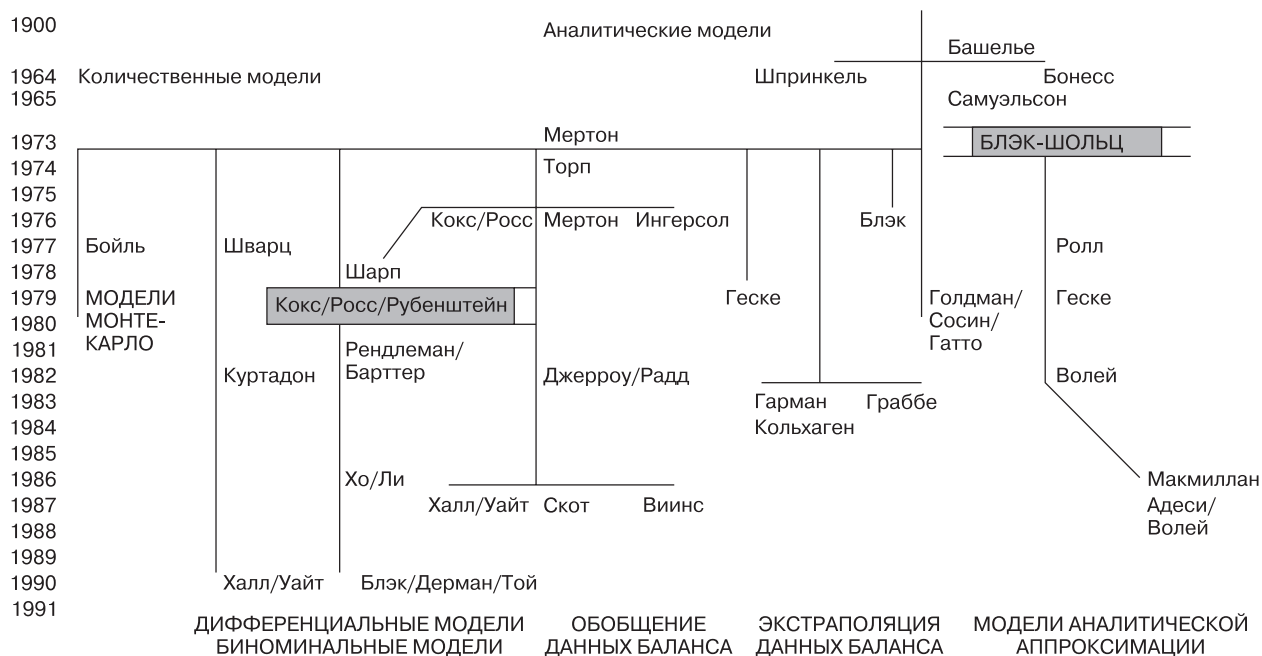 1900
Аналитические модели
Башелье
1964 Количественные модели Шпринкель Бонесс
1965 Самуэльсон
1973 Мертон БЛЭК-ШОЛЬЦ
1974 Торп
1975
1976 Кокс/Росс Мертон Ингерсол Блэк
1977 Бойль Шварц Ролл
1978 Шарп
1979 МОДЕЛИ Кокс/Росс/Рубенштейн Геске Голдман/ Геске
1980 МОНТЕ- Сосин/
КАРЛО Гатто
1981 Рендлеман/
1982 Куртадон Барттер Джерроу/Радд Волей
1983 Гарман Граббе
1984 Кольхаген
1985
1986 Хо/Ли Макмиллан
1987 Халл/Уайт Скот Виинс Адеси/
1988 Волей
1989
1990 Халл/Уайт Блэк/Дерман/Той
1991
ДИФФЕРЕНЦИАЛЬНЫЕ МОДЕЛИ ОБОБЩЕНИЕ ЭКСТРАПОЛЯЦИЯ МОДЕЛИ АНАЛИТИЧЕСКОЙ
БИНОМИНАЛЬНЫЕ МОДЕЛИ ДАННЫХ БАЛАНСА ДАННЫХ БАЛАНСА АППРОКСИМАЦИИ